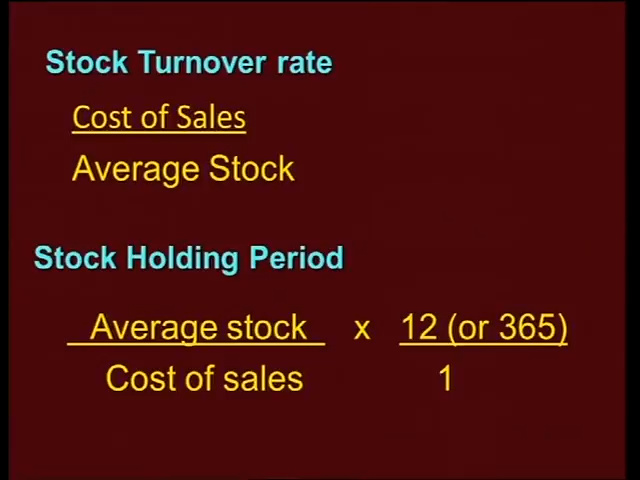 Stock Turnover rate
Cost of Sales
Average Stock
Stock Holding Period
Average stock x 12 (or 365)
Cost of sales 1